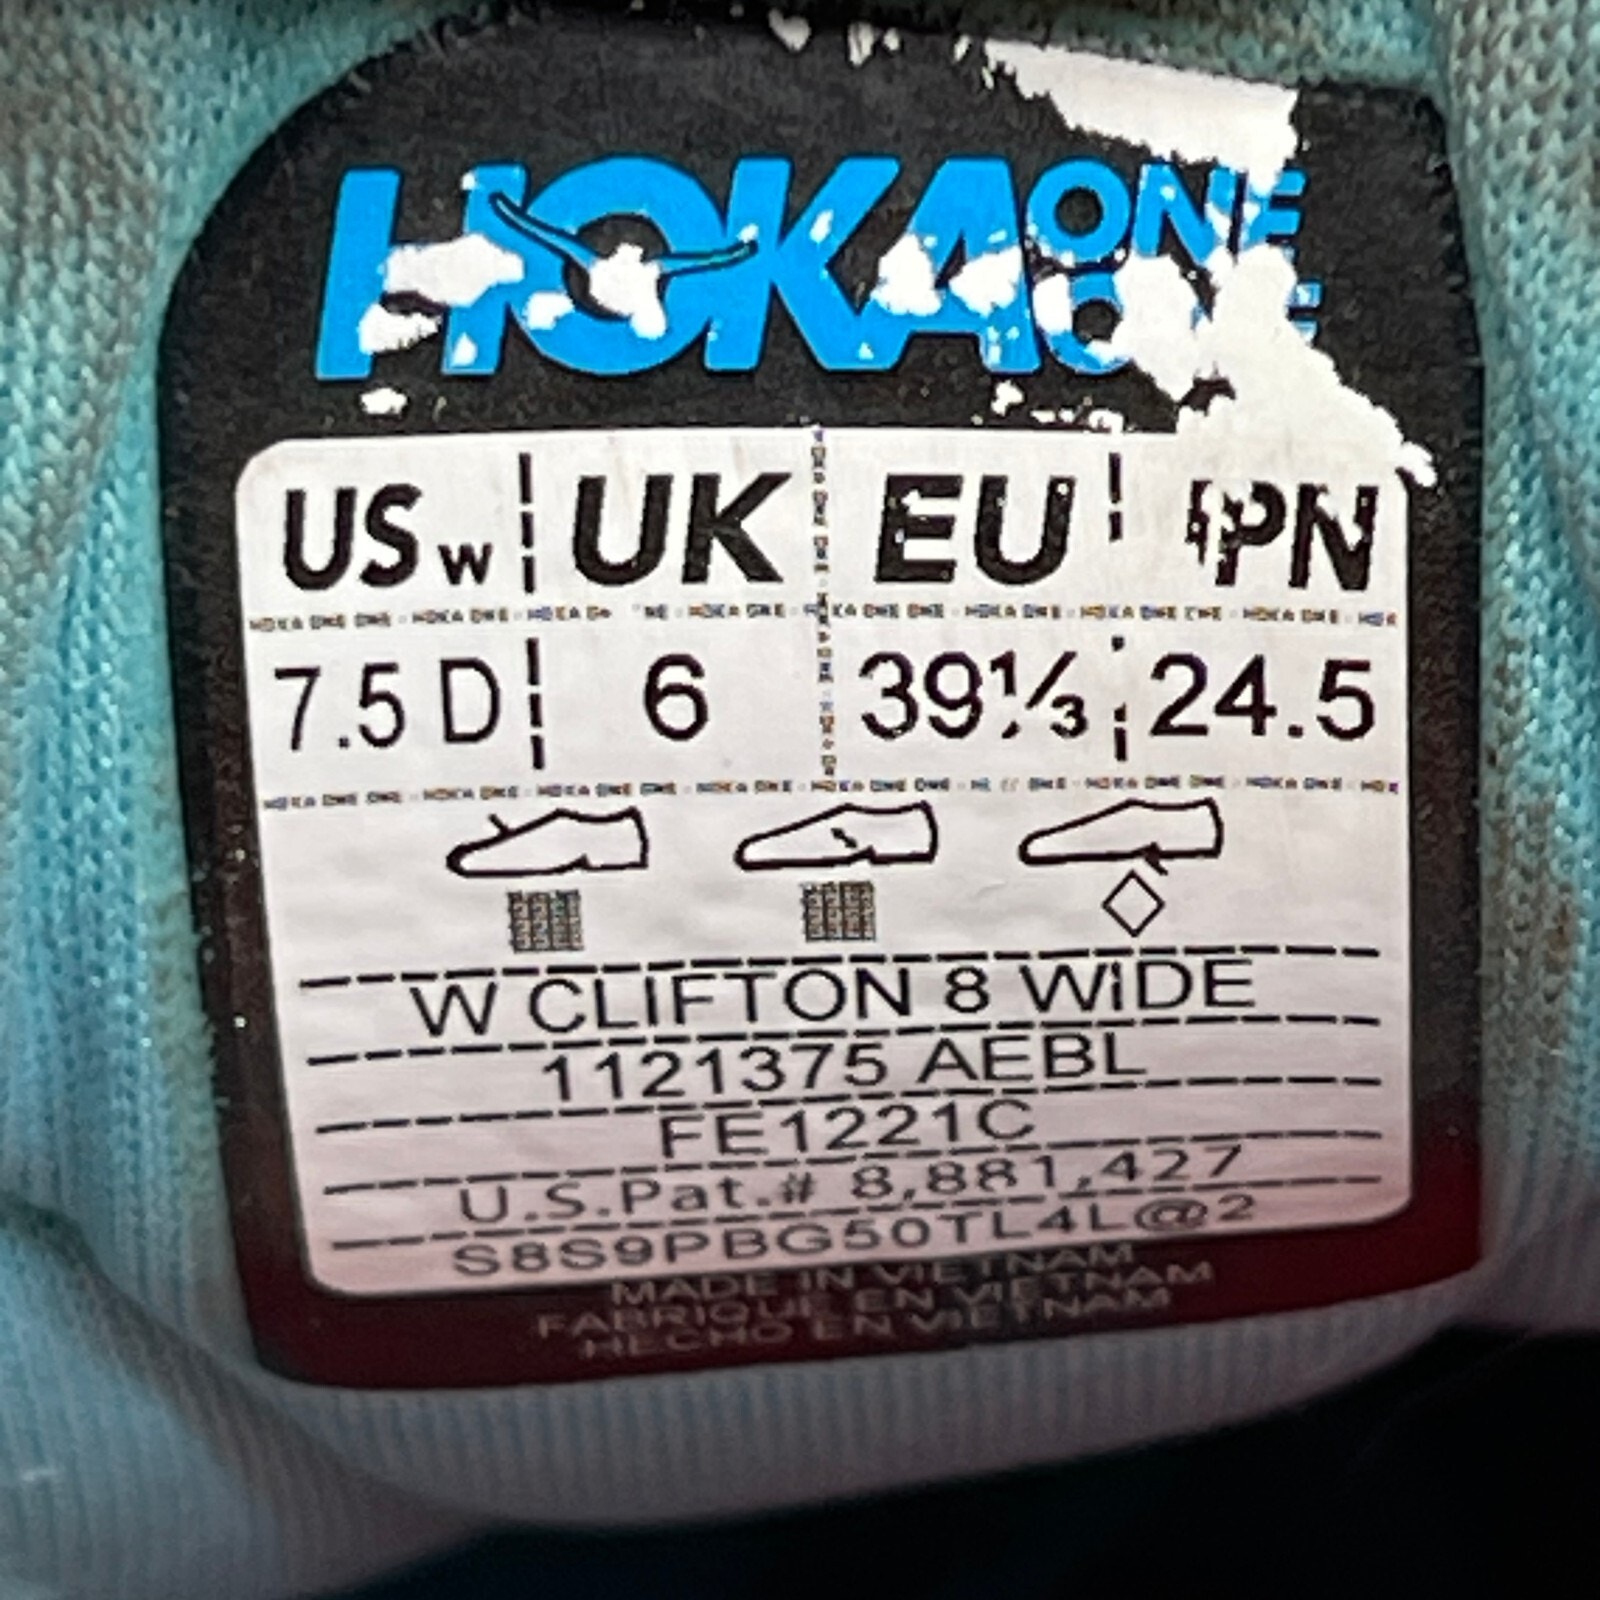 HOKA ONE ONE
USw UK EU JPN
7.5 D 6 39⅓ 24.5
W CLIFTON 8 WIDE
1121375 AEBL
FE1221C
U.S.Pat.# 8,881,427
S8S9PBG50TL4L@2
MADE IN VIETNAM
FABRIQUÉ EN VIETNAM
HECHO EN VIETNAM